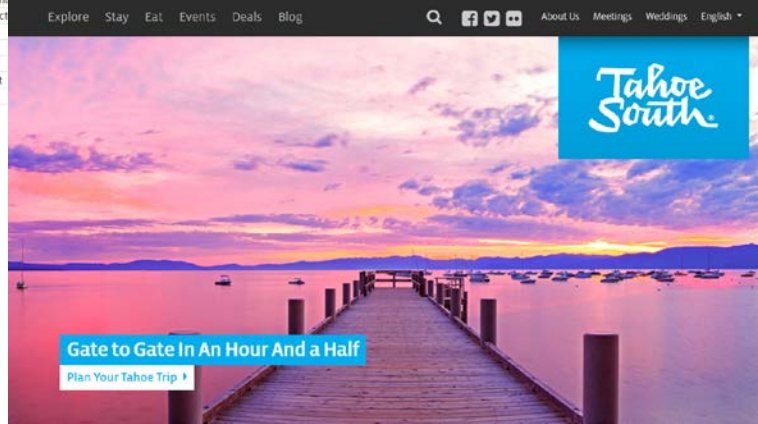 Explore Stay Eat Events Deals Blog
About Us Meetings Weddings English
Tahoe
South
Gate to Gate In An Hour And a Half
Plan Your Tahoe Trip